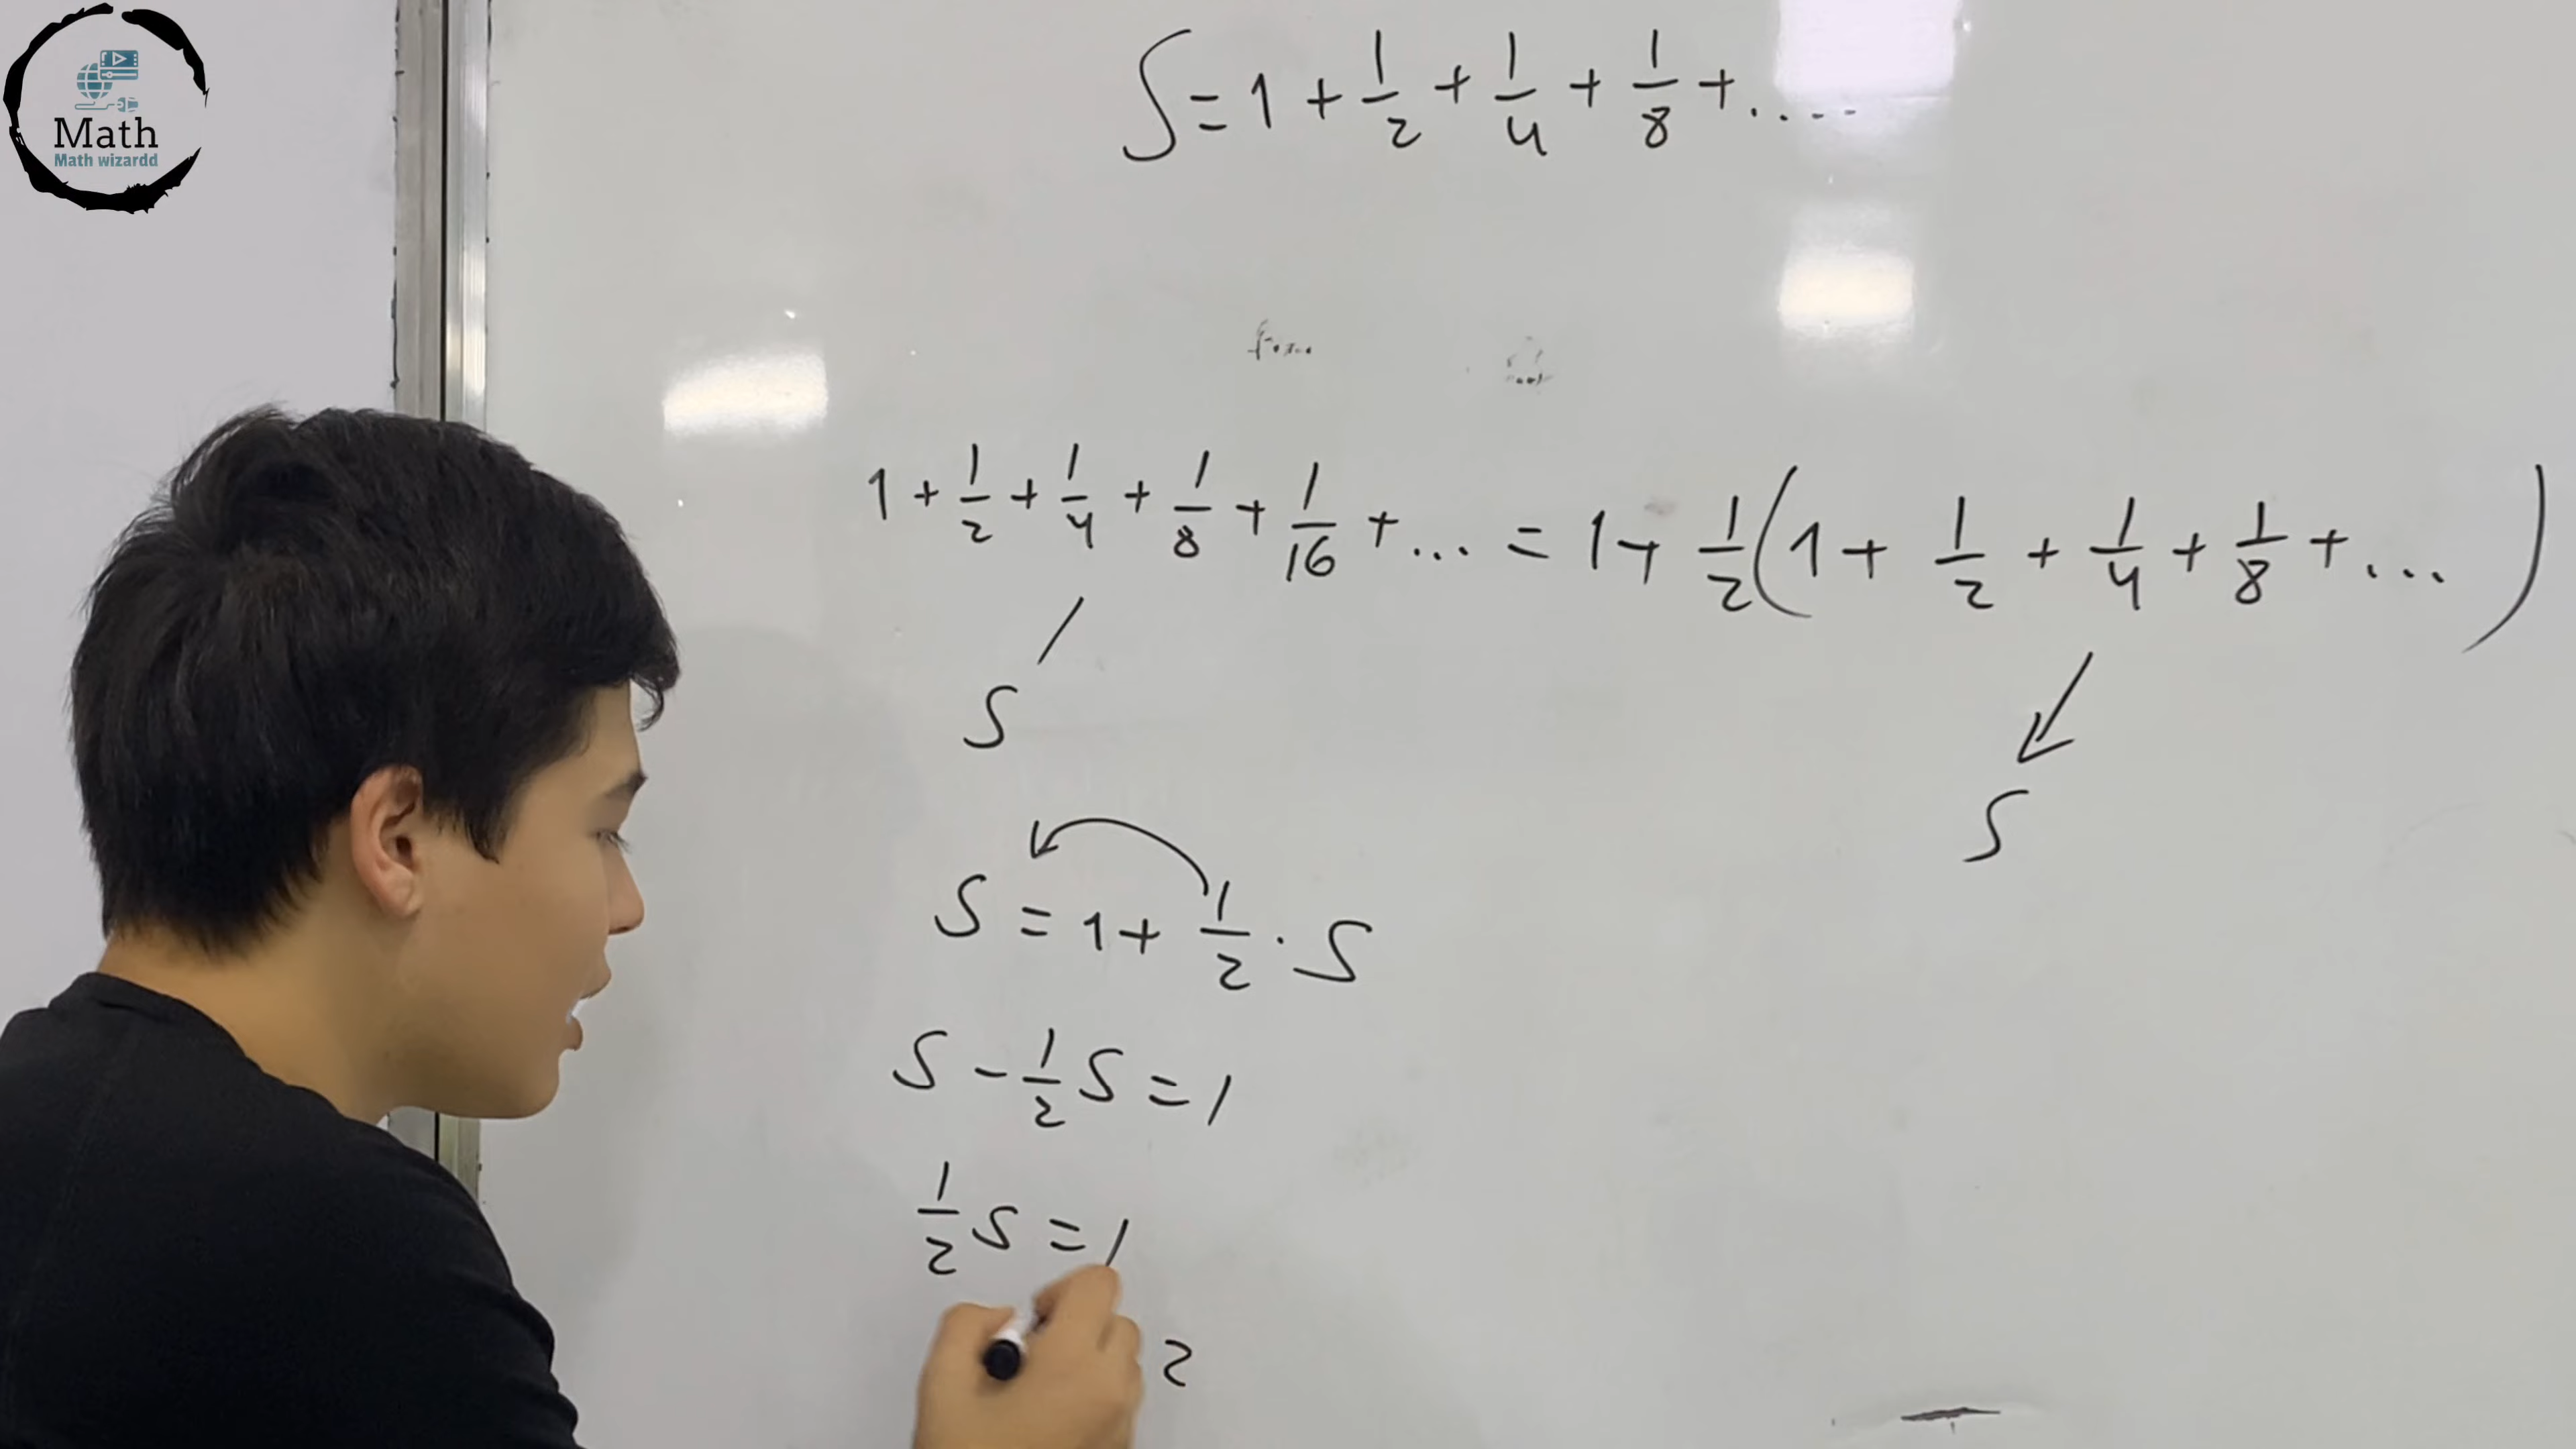 Math
Math wizardd
S = 1 + 1/2 + 1/4 + 1/8 + .....
1 + 1/2 + 1/4 + 1/8 + 1/16 + ... = 1 + 1/2 (1 + 1/2 + 1/4 + 1/8 + ... )
S
S
S = 1 + 1/2 · S
S - 1/2 S = 1
1/2 S = 1
2